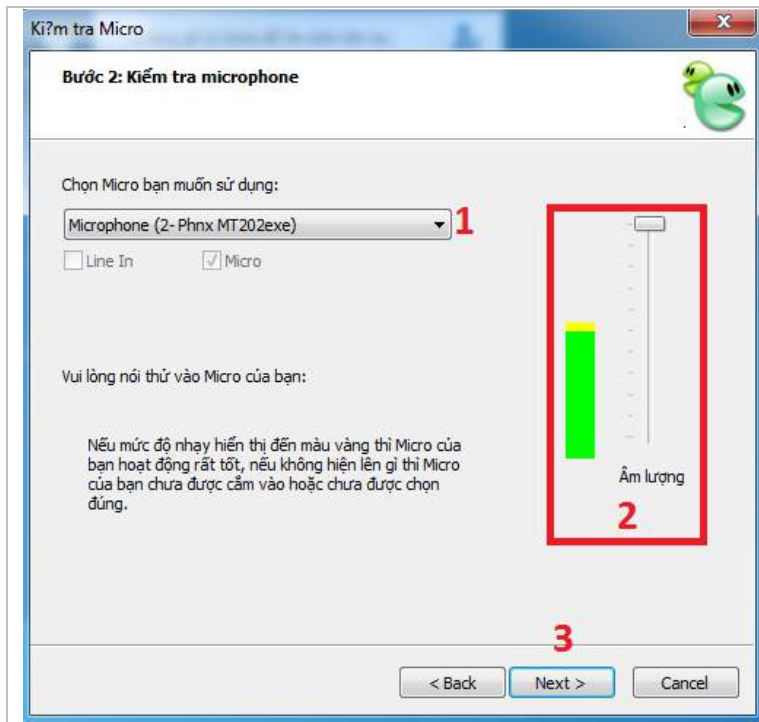 Ki?m tra Micro
Bước 2: Kiểm tra microphone
Chọn Micro bạn muốn sử dụng:
Microphone (2- Phnx MT202exe)
1
Line In
Micro
Vui lòng nói thử vào Micro của bạn:
Nếu mức độ nhạy hiển thị đến màu vàng thì Micro của
bạn hoạt động rất tốt, nếu không hiện lên gì thì Micro
của bạn chưa được cắm vào hoặc chưa được chọn
đúng.
Âm lượng
2
3
< Back
Next >
Cancel